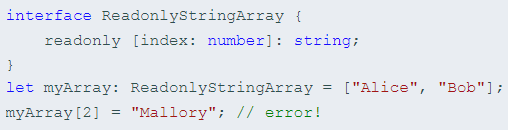 interface ReadonlyStringArray {
    readonly [index: number]: string;
}
let myArray: ReadonlyStringArray = ["Alice", "Bob"];
myArray[2] = "Mallory"; // error!